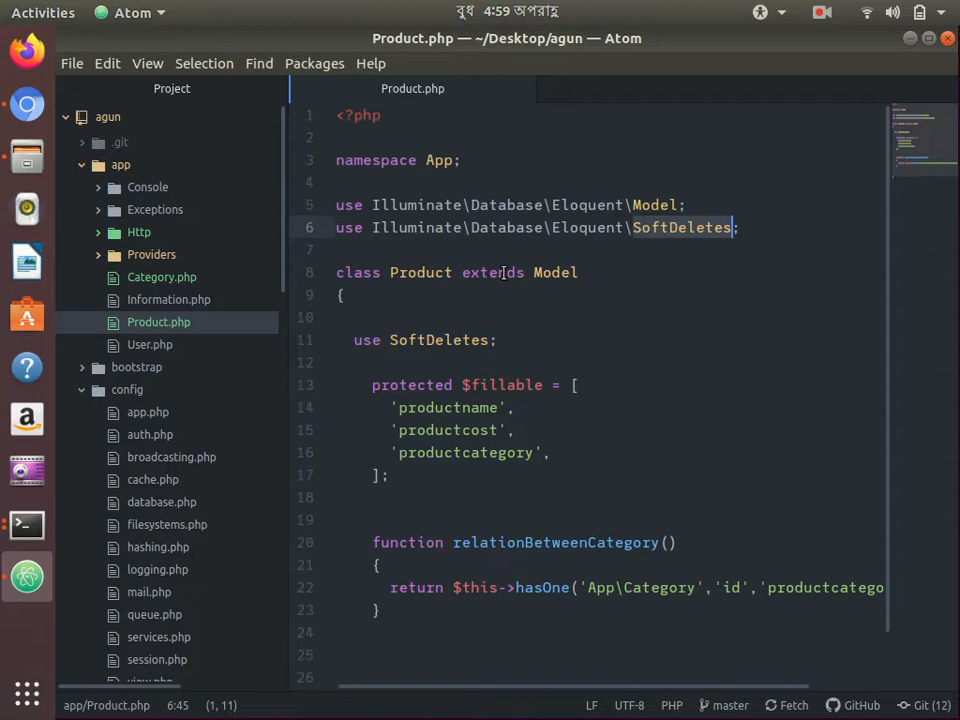 Activities
Atom
বুধ 4:59 অপরাহ্ণ
Product.php — ~/Desktop/agun — Atom
File Edit View Selection Find Packages Help
Project
agun
.git
app
Console
Exceptions
Http
Providers
Category.php
Information.php
Product.php
User.php
bootstrap
config
app.php
auth.php
broadcasting.php
cache.php
database.php
filesystems.php
hashing.php
logging.php
mail.php
queue.php
services.php
session.php
view.php
Product.php
1 <?php
2
3 namespace App;
4
5 use Illuminate\Database\Eloquent\Model;
6 use Illuminate\Database\Eloquent\SoftDeletes;
7
8 class Product extends Model
9 {
10
11 use SoftDeletes;
12
13 protected $fillable = [
14 'productname',
15 'productcost',
16 'productcategory',
17 ];
18
19
20 function relationBetweenCategory()
21 {
22 return $this->hasOne('App\Category','id','productcatego
23 }
24
25
26
app/Product.php 6:45 (1, 11) LF UTF-8 PHP master Fetch GitHub Git (12)